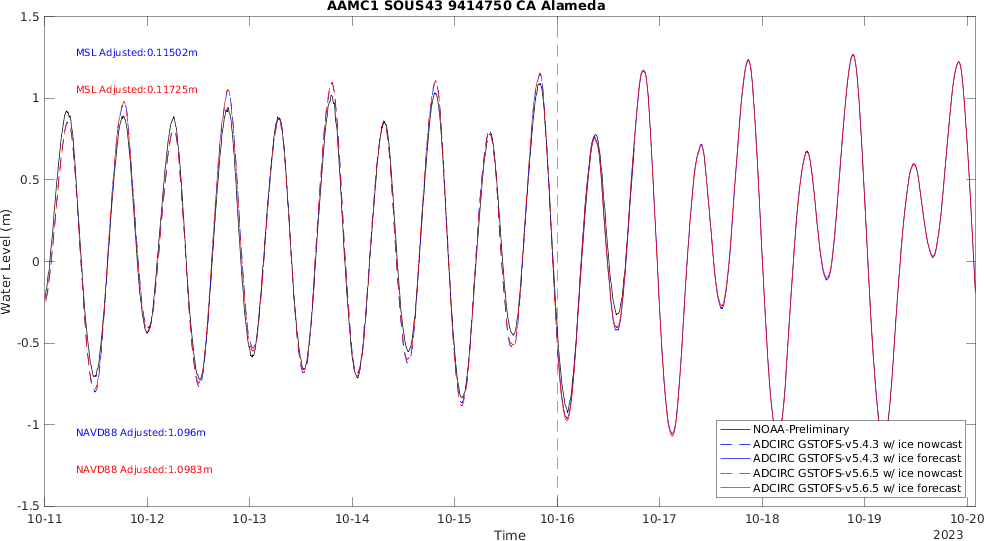 AAMC1 SOUS43 9414750 CA Alameda
1.5
MSL Adjusted:0.11502m
MSL Adjusted:0.11725m
1
0.5
Water Level (m)
0
-0.5
-1
NAVD88 Adjusted:1.096m
NAVD88 Adjusted:1.0983m
NOAA-Preliminary
ADCIRC GSTOFS-v5.4.3 w/ ice nowcast
ADCIRC GSTOFS-v5.4.3 w/ ice forecast
ADCIRC GSTOFS-v5.6.5 w/ ice nowcast
ADCIRC GSTOFS-v5.6.5 w/ ice forecast
-1.5
10-11 10-12 10-13 10-14 10-15 10-16 10-17 10-18 10-19 10-20
Time 2023